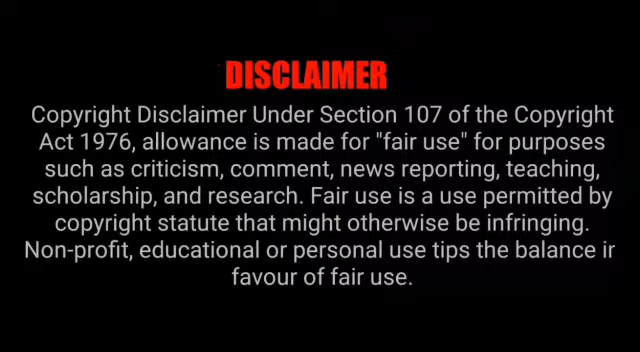 DISCLAIMER
Copyright Disclaimer Under Section 107 of the Copyright
Act 1976, allowance is made for "fair use" for purposes
such as criticism, comment, news reporting, teaching,
scholarship, and research. Fair use is a use permitted by
copyright statute that might otherwise be infringing.
Non-profit, educational or personal use tips the balance in
favour of fair use.